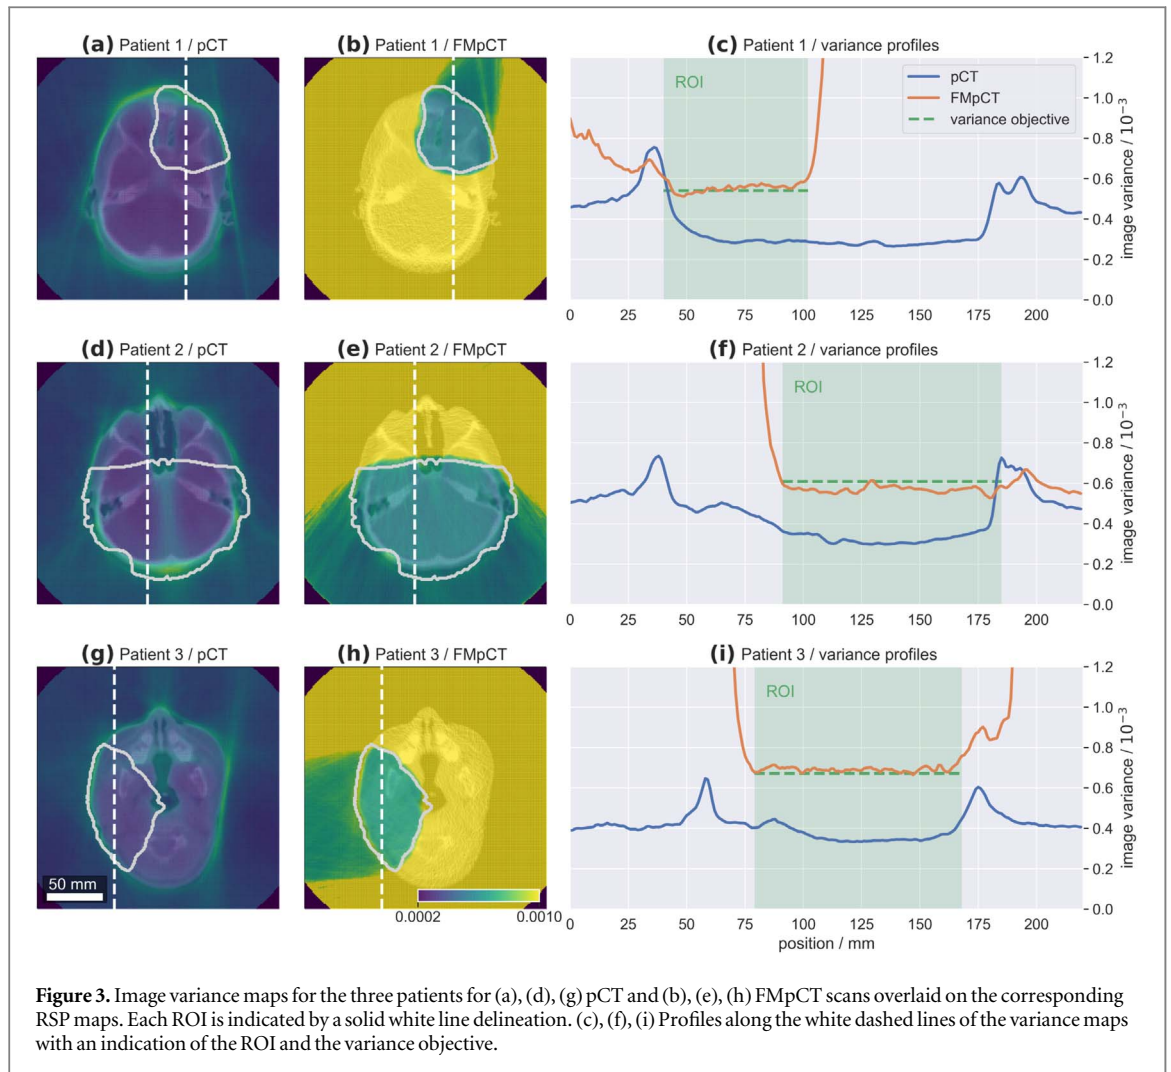 (a) Patient 1 / pCT
(b) Patient 1 / FMpCT
(c) Patient 1 / variance profiles
ROI
pCT
FMpCT
variance objective
1.2
1.0
0.8
0.6
0.4
0.2
0.0
image variance / 10⁻³
0 25 50 75 100 125 150 175 200
(d) Patient 2 / pCT
(e) Patient 2 / FMpCT
(f) Patient 2 / variance profiles
ROI
1.2
1.0
0.8
0.6
0.4
0.2
0.0
image variance / 10⁻³
0 25 50 75 100 125 150 175 200
(g) Patient 3 / pCT
(h) Patient 3 / FMpCT
(i) Patient 3 / variance profiles
50 mm
0.0002 0.0010
ROI
1.2
1.0
0.8
0.6
0.4
0.2
0.0
image variance / 10⁻³
0 25 50 75 100 125 150 175 200
position / mm
Figure 3. Image variance maps for the three patients for (a), (d), (g) pCT and (b), (e), (h) FMpCT scans overlaid on the corresponding
RSP maps. Each ROI is indicated by a solid white line delineation. (c), (f), (i) Profiles along the white dashed lines of the variance maps
with an indication of the ROI and the variance objective.